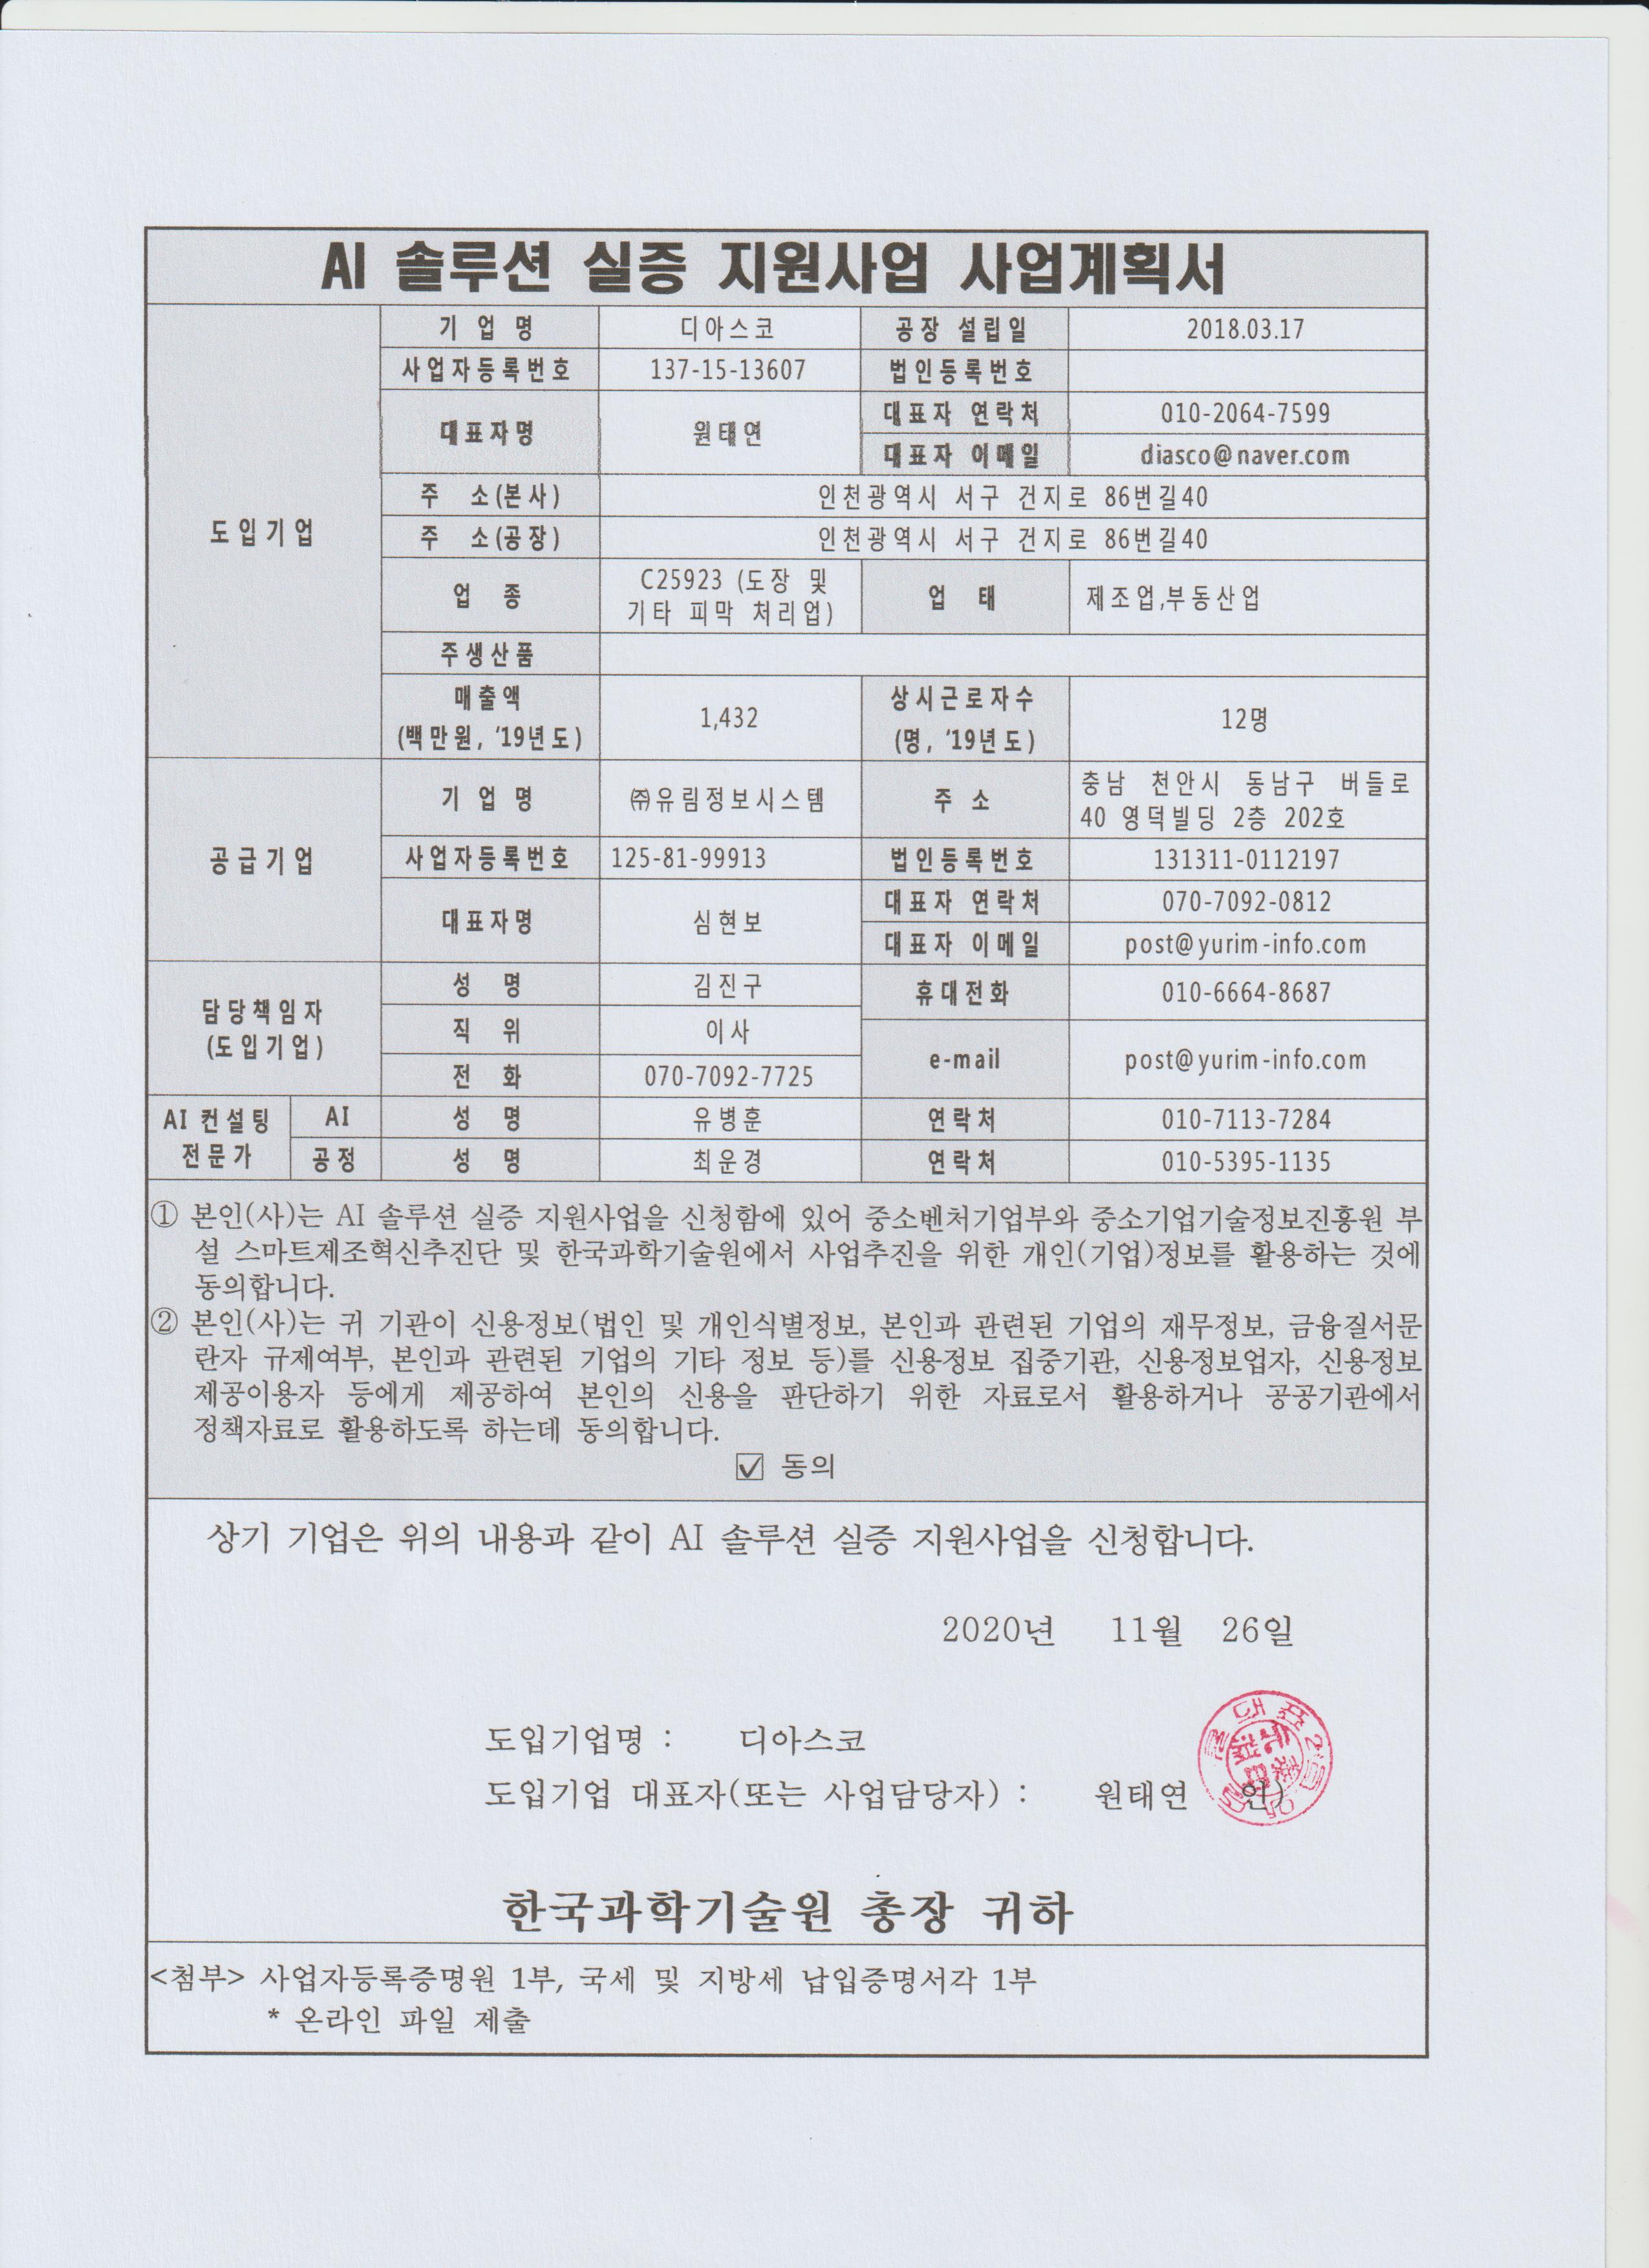 AI 솔루션 실증 지원사업 사업계획서
도입기업
기 업 명 디아스코 공장 설립일 2018.03.17
사업자등록번호 137-15-13607 법인등록번호
대표자명 원태연 대표자 연락처 010-2064-7599
대표자 이메일 diasco@naver.com
주 소(본사) 인천광역시 서구 건지로 86번길40
주 소(공장) 인천광역시 서구 건지로 86번길40
업 종 C25923 (도장 및
기타 피막 처리업) 업 태 제조업,부동산업
주생산품
매출액
(백만원, '19년도) 1,432 상시근로자수
(명, '19년도) 12명
공급기업
기 업 명 ㈜유림정보시스템 주 소 충남 천안시 동남구 버들로
40 영덕빌딩 2층 202호
사업자등록번호 125-81-99913 법인등록번호 131311-0112197
대표자명 심현보 대표자 연락처 070-7092-0812
대표자 이메일 post@yurim-info.com
담당책임자
(도입기업)
성 명 김진구 휴대전화 010-6664-8687
직 위 이사 e-mail post@yurim-info.com
전 화 070-7092-7725
AI 컨설팅
전문가
AI 성 명 유병훈 연락처 010-7113-7284
공정 성 명 최운경 연락처 010-5395-1135
① 본인(사)는 AI 솔루션 실증 지원사업을 신청함에 있어 중소벤처기업부와 중소기업기술정보진흥원 부
설 스마트제조혁신추진단 및 한국과학기술원에서 사업추진을 위한 개인(기업)정보를 활용하는 것에
동의합니다.
② 본인(사)는 귀 기관이 신용정보(법인 및 개인식별정보, 본인과 관련된 기업의 재무정보, 금융질서문
란자 규제여부, 본인과 관련된 기업의 기타 정보 등)를 신용정보 집중기관, 신용정보업자, 신용정보
제공이용자 등에게 제공하여 본인의 신용을 판단하기 위한 자료로서 활용하거나 공공기관에서
정책자료로 활용하도록 하는데 동의합니다.
☑ 동의
상기 기업은 위의 내용과 같이 AI 솔루션 실증 지원사업을 신청합니다.
2020년 11월 26일
도입기업명 : 디아스코
도입기업 대표자(또는 사업담당자) : 원태연 인)
한국과학기술원 총장 귀하
<첨부> 사업자등록증명원 1부, 국세 및 지방세 납입증명서각 1부
* 온라인 파일 제출